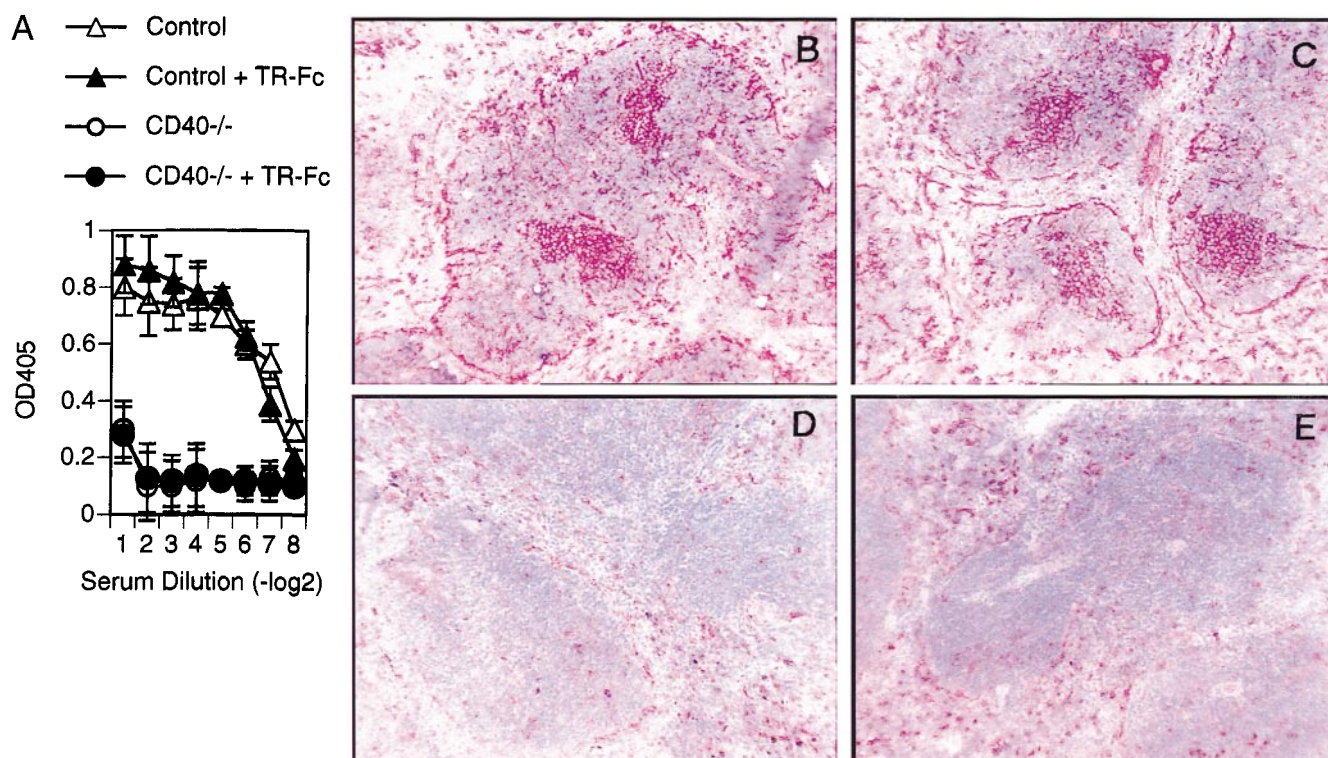 A
Control
Control + TR-Fc
CD40-/-
CD40-/- + TR-Fc
1
0.8
0.6
0.4
0.2
0
OD405
1 2 3 4 5 6 7 8
Serum Dilution (-log2)
B
C
D
E